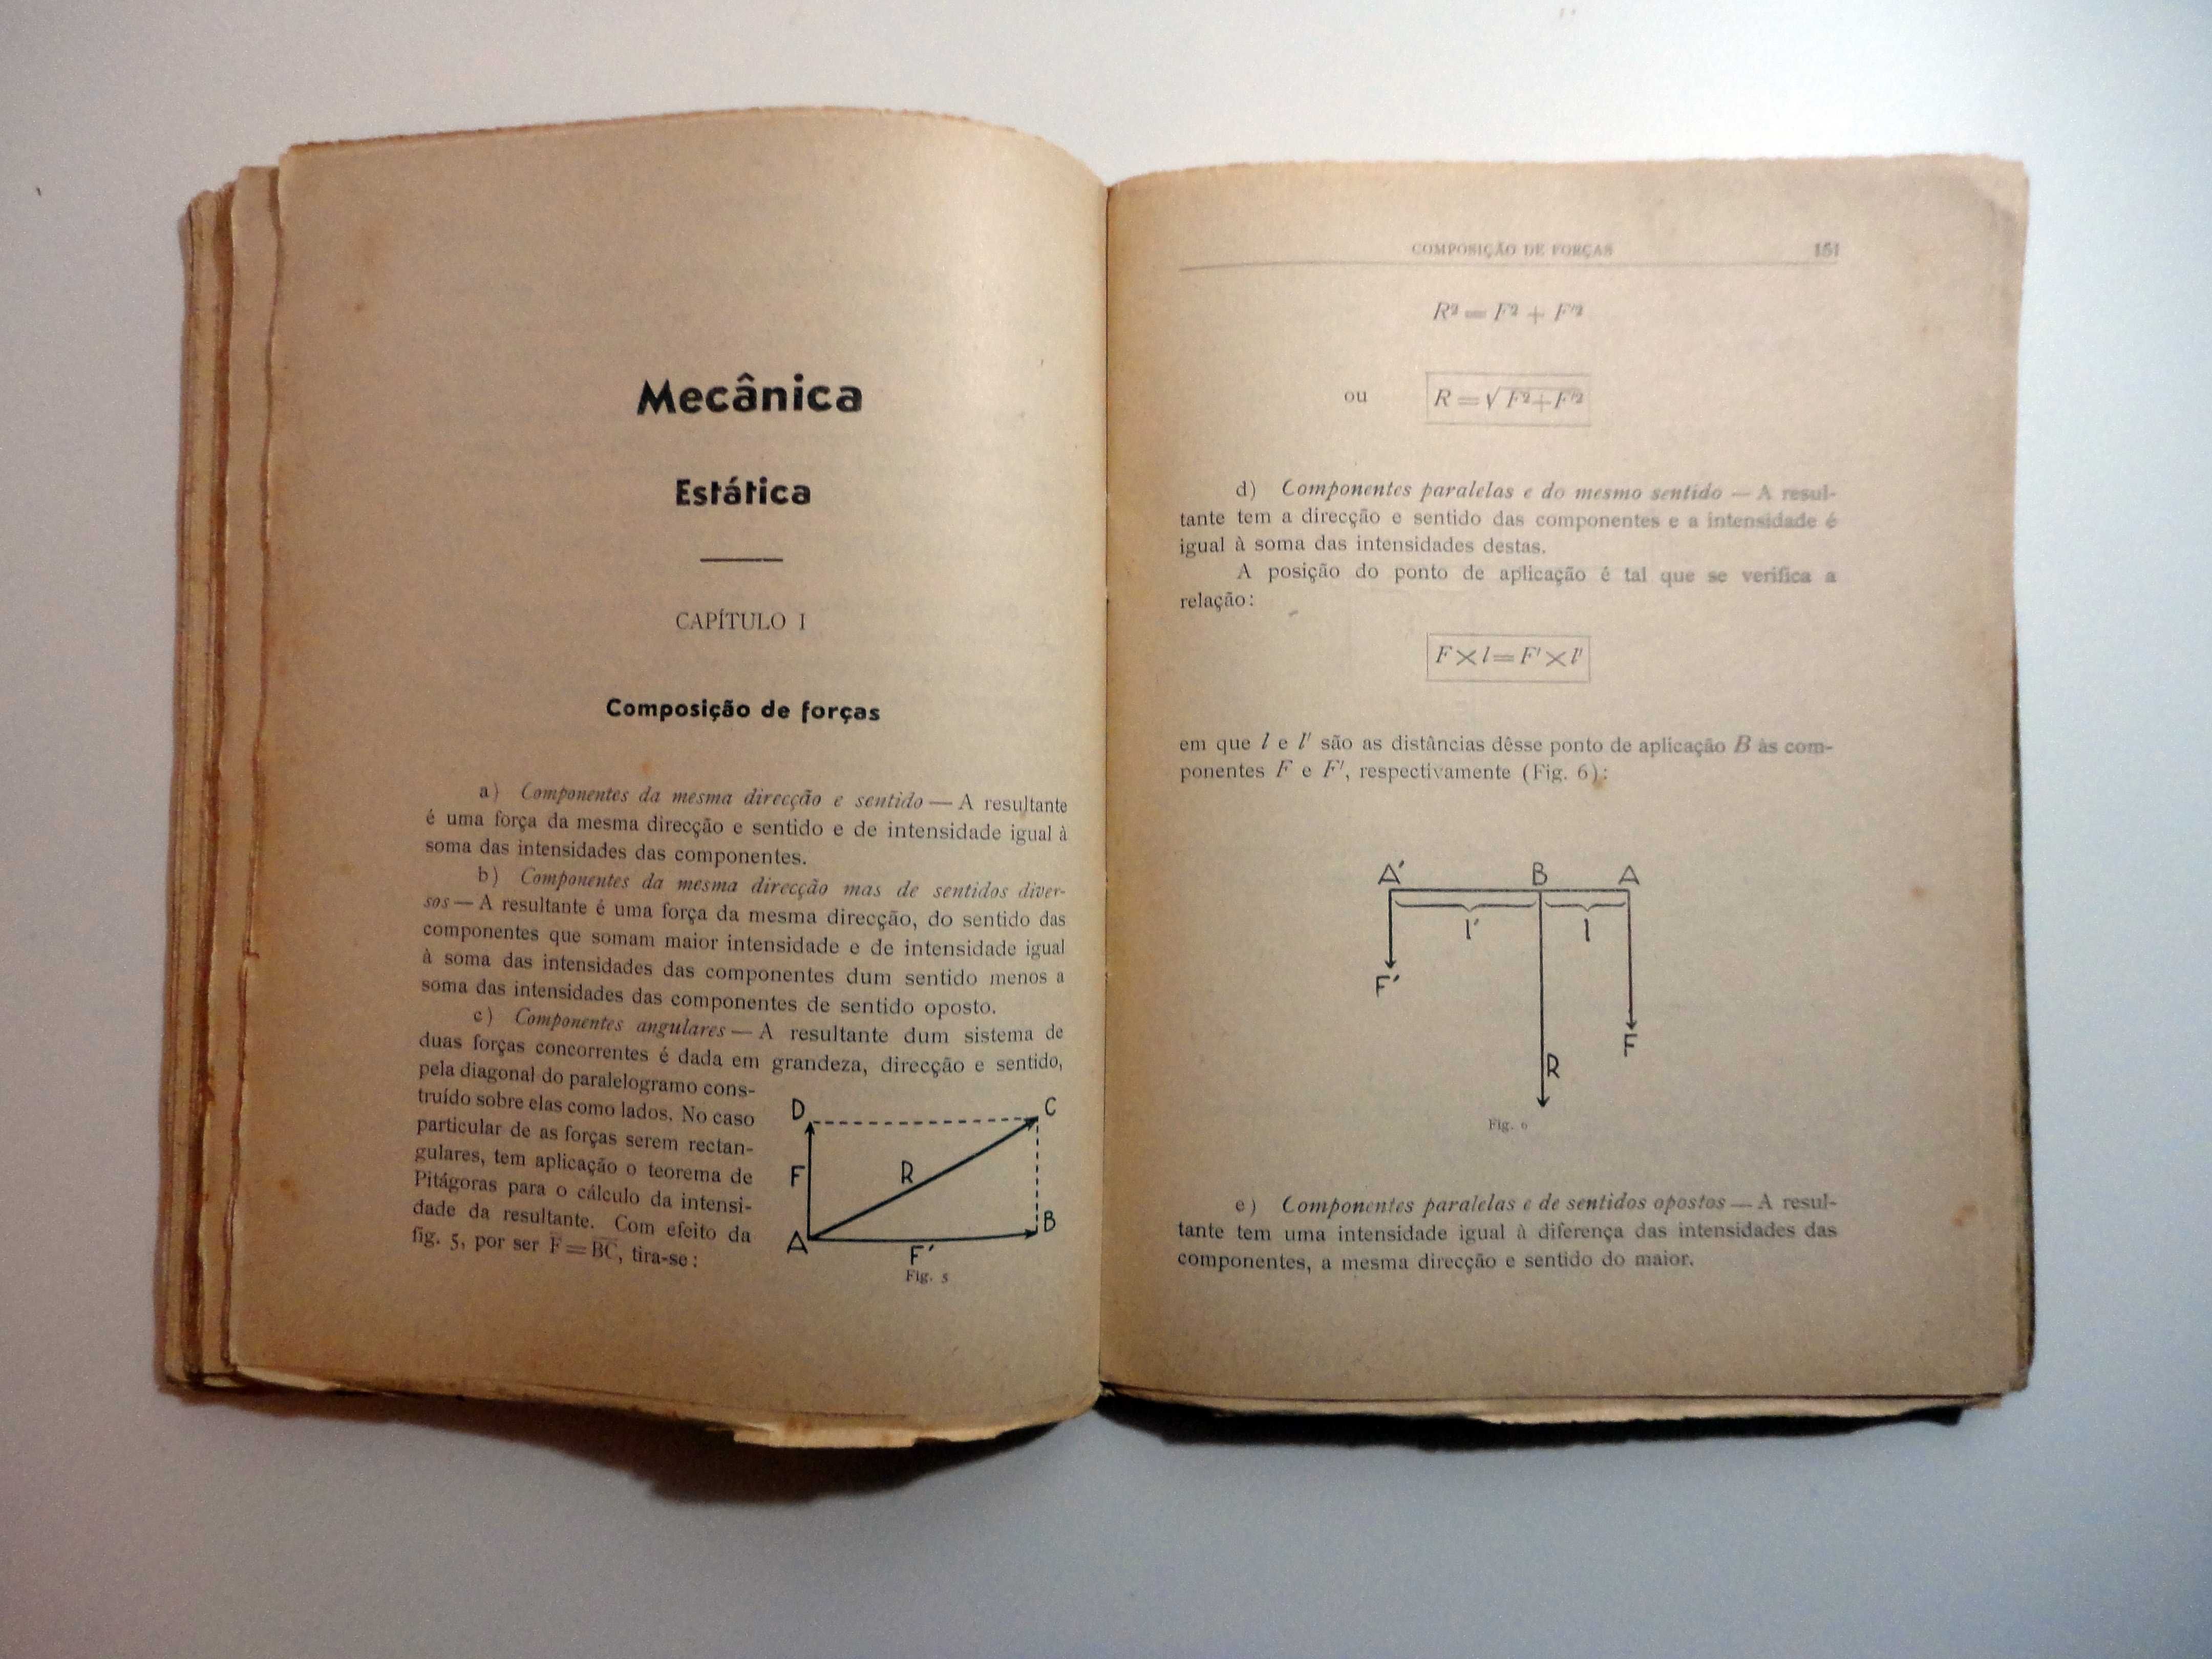 Mecânica
Estática
CAPÍTULO I
Composição de forças
a) Componentes da mesma direcção e sentido — A resultante
é uma força da mesma direcção e sentido e de intensidade igual à
soma das intensidades das componentes.
b) Componentes da mesma direcção mas de sentidos diver-
sos — A resultante é uma força da mesma direcção, do sentido das
componentes que somam maior intensidade e de intensidade igual
à soma das intensidades das componentes dum sentido menos a
soma das intensidades das componentes de sentido oposto.
c) Componentes angulares — A resultante dum sistema de
duas forças concorrentes é dada em grandeza, direcção e sentido,
pela diagonal do paralelogramo cons-
truído sobre elas como lados. No caso
particular de as forças serem rectan-
gulares, tem aplicação o teorema de
Pitágoras para o cálculo da intensi-
dade da resultante. Com efeito da
fig. 5, por ser F = BC, tira-se:
D C
F R
A B
F'
Fig. 5
COMPOSIÇÃO DE FORÇAS 151
R² = F² + F'²
ou R = √F²+F'²
d) Componentes paralelas e do mesmo sentido — A resul-
tante tem a direcção e sentido das componentes e a intensidade é
igual à soma das intensidades destas.
A posição do ponto de aplicação é tal que se verifica a
relação:
F × l = F' × l'
em que l e l' são as distâncias dêsse ponto de aplicação B às com-
ponentes F e F', respectivamente (Fig. 6):
A' B A
l' l
F'
F
R
Fig. 6
e) Componentes paralelas e de sentidos opostos — A resul-
tante tem uma intensidade igual à diferença das intensidades das
componentes, a mesma direcção e sentido do maior.